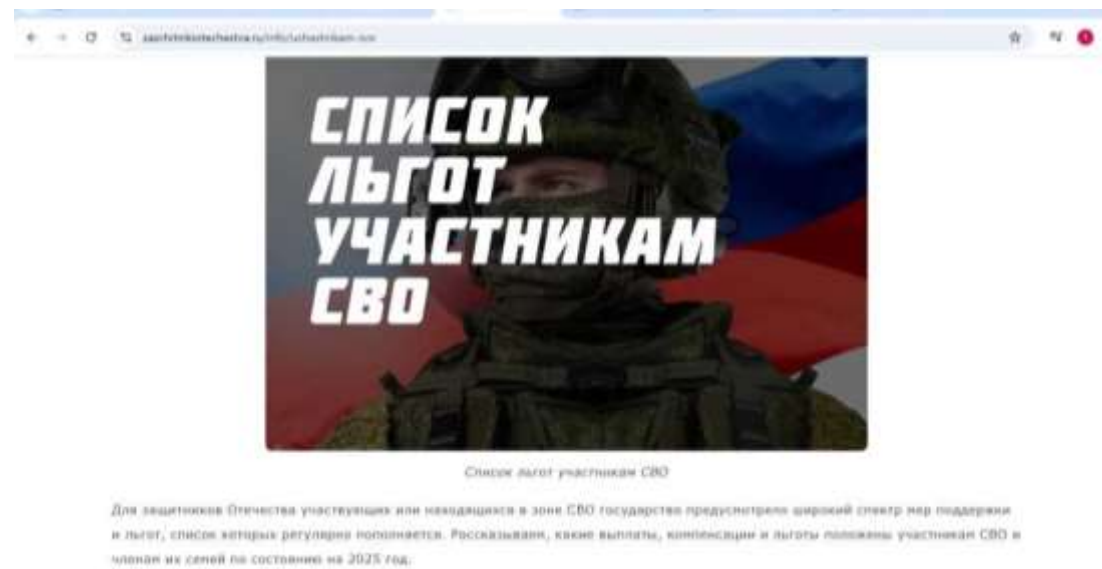 СПИСОК
ЛЬГОТ
УЧАСТНИКАМ
СВО
Список льгот участникам СВО
Для защитников Отечества участвующих или находящихся в зоне СВО государство предусмотрело широкий спектр мер поддержки
и льгот, список которых регулярно пополняется. Рассказываем, какие выплаты, компенсации и льготы положены участникам СВО и
членам их семей по состоянию на 2025 год.